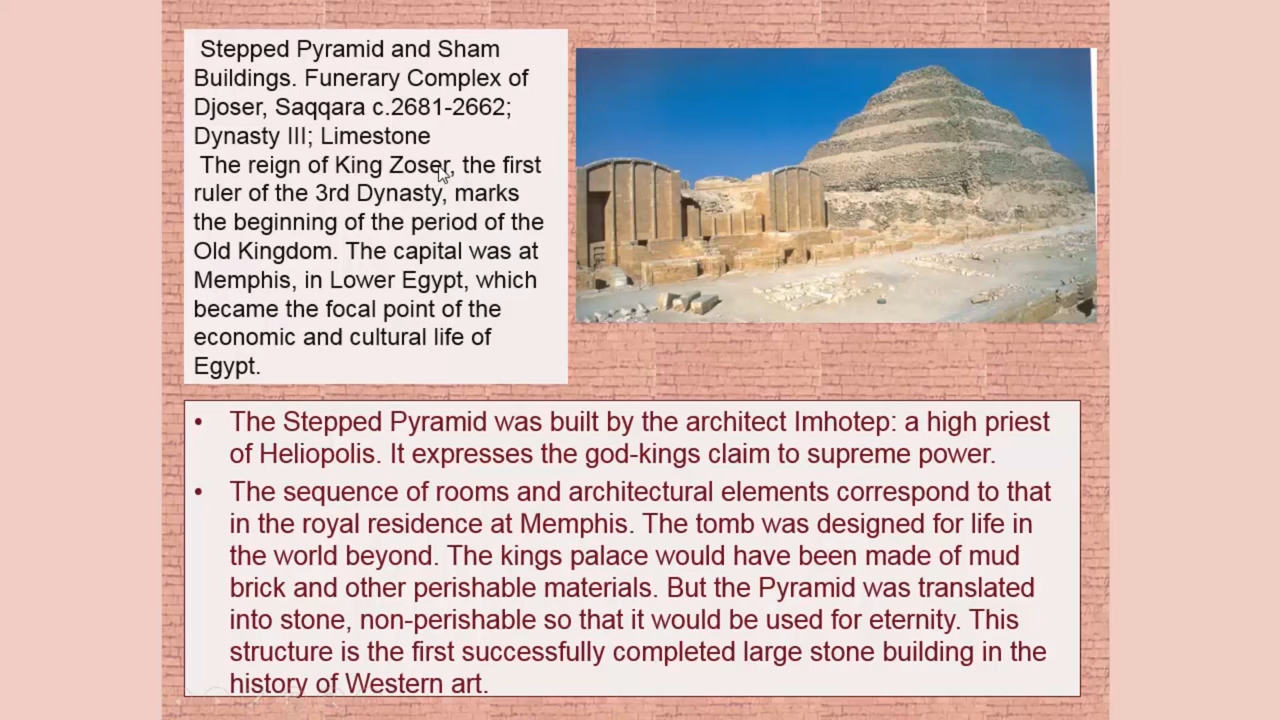 Stepped Pyramid and Sham
Buildings. Funerary Complex of
Djoser, Saqqara c.2681-2662;
Dynasty III; Limestone
The reign of King Zoser, the first
ruler of the 3rd Dynasty, marks
the beginning of the period of the
Old Kingdom. The capital was at
Memphis, in Lower Egypt, which
became the focal point of the
economic and cultural life of
Egypt.
• The Stepped Pyramid was built by the architect Imhotep: a high priest
of Heliopolis. It expresses the god-kings claim to supreme power.
• The sequence of rooms and architectural elements correspond to that
in the royal residence at Memphis. The tomb was designed for life in
the world beyond. The kings palace would have been made of mud
brick and other perishable materials. But the Pyramid was translated
into stone, non-perishable so that it would be used for eternity. This
structure is the first successfully completed large stone building in the
history of Western art.